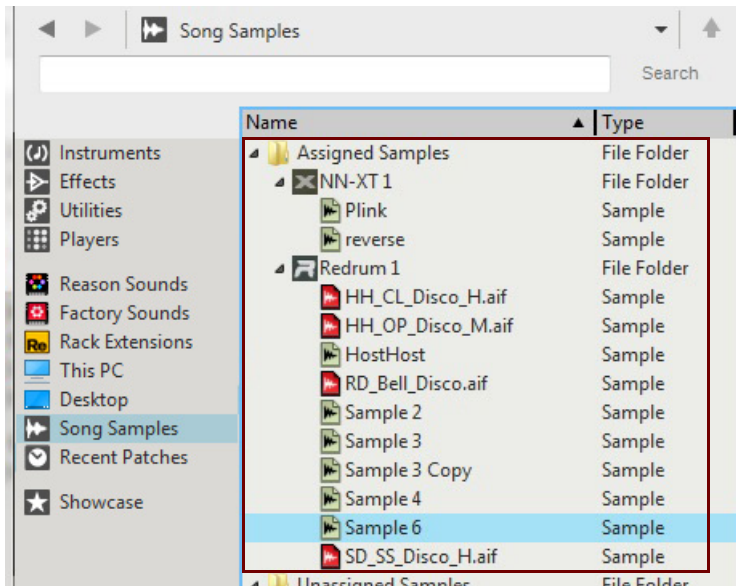 Song Samples
Search
Name Type
Instruments
Effects
Utilities
Players
Reason Sounds
Factory Sounds
Re Rack Extensions
This PC
Desktop
Song Samples
Recent Patches
Showcase
Assigned Samples File Folder
NN-XT 1 File Folder
Plink Sample
reverse Sample
Redrum 1 File Folder
HH_CL_Disco_H.aif Sample
HH_OP_Disco_M.aif Sample
HostHost Sample
RD_Bell_Disco.aif Sample
Sample 2 Sample
Sample 3 Sample
Sample 3 Copy Sample
Sample 4 Sample
Sample 6 Sample
SD_SS_Disco_H.aif Sample
Unassigned Samples File Folder